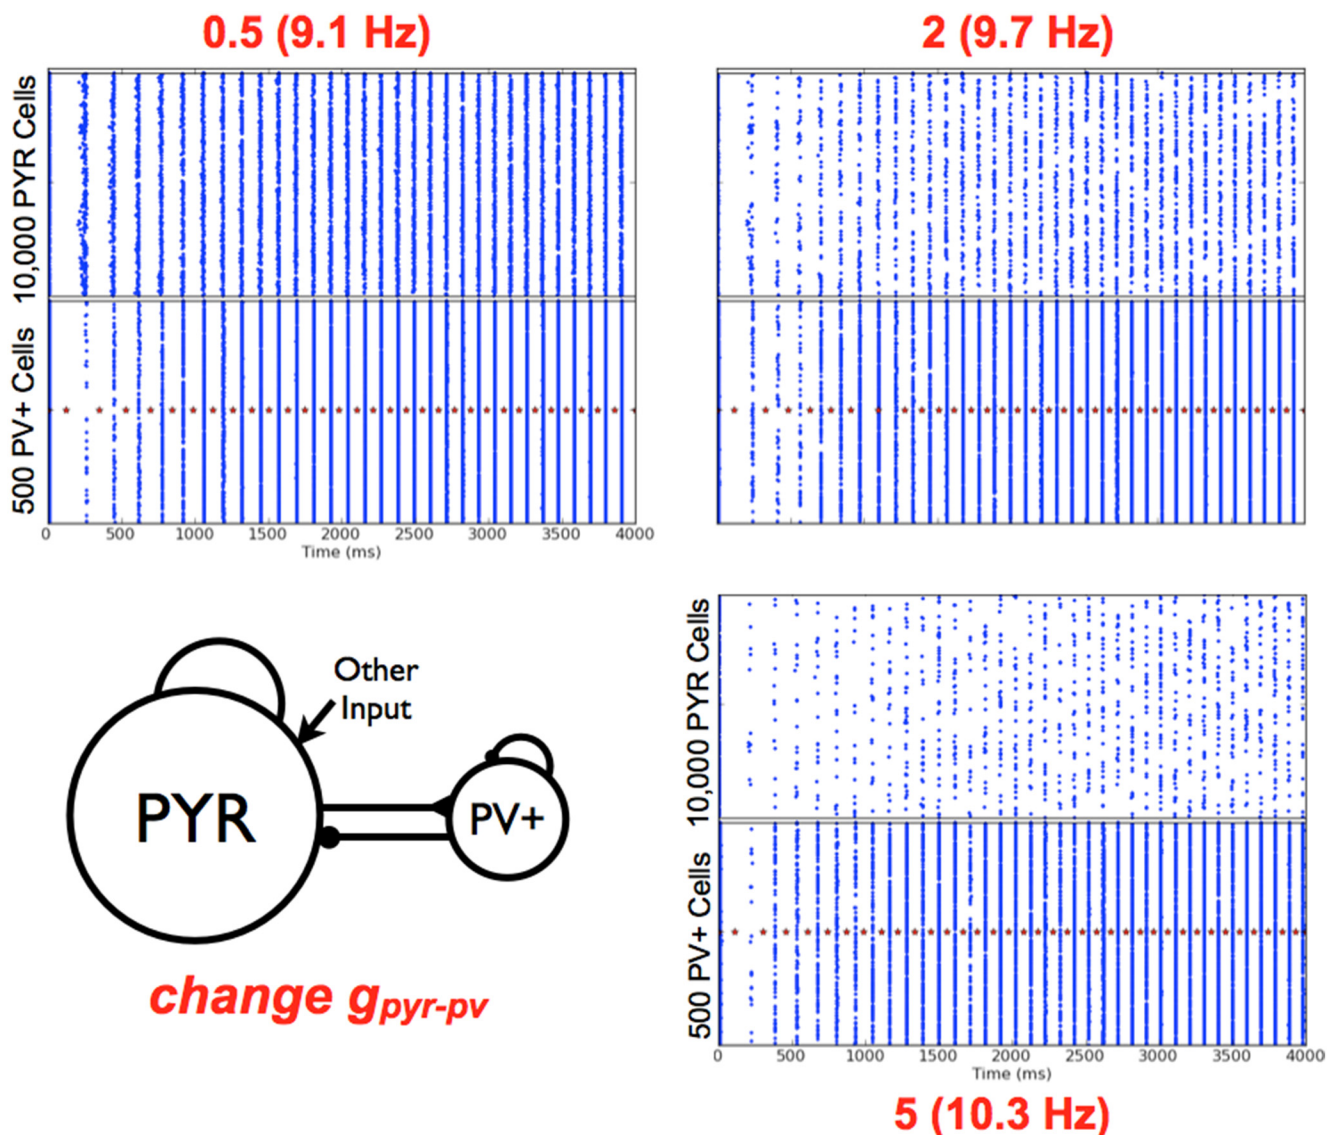 0.5 (9.1 Hz)
2 (9.7 Hz)
10,000 PYR Cells
500 PV+ Cells
0 500 1000 1500 2000 2500 3000 3500 4000
Time (ms)
Other
Input
PYR
PV+
change gpyr-pv
10,000 PYR Cells
500 PV+ Cells
0 500 1000 1500 2000 2500 3000 3500 4000
Time (ms)
5 (10.3 Hz)